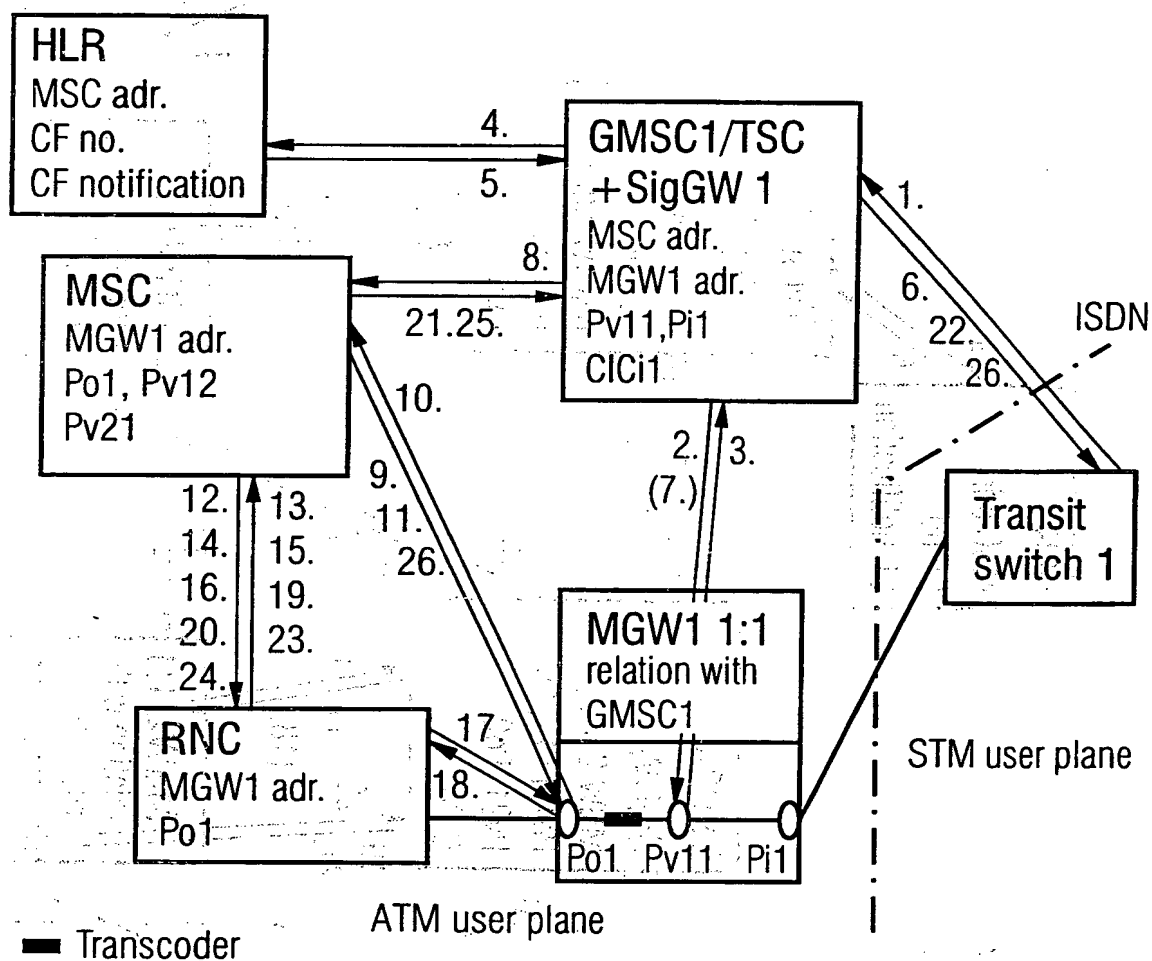 HLR
MSC adr.
CF no.
CF notification
4.
5.
GMSC1/TSC
+SigGW 1
MSC adr.
MGW1 adr.
Pv11,Pi1
CICi1
1.
6.
22.
26.
ISDN
MSC
MGW1 adr.
Po1, Pv12
Pv21
8.
21.25.
10.
9.
11.
26.
2.
(7.)
3.
12.
14.
16.
20.
24.
13.
15.
19.
23.
Transit
switch 1
MGW1 1:1
relation with
GMSC1
RNC
MGW1 adr.
Po1
17.
18.
Po1
Pv11
Pi1
STM user plane
ATM user plane
Transcoder